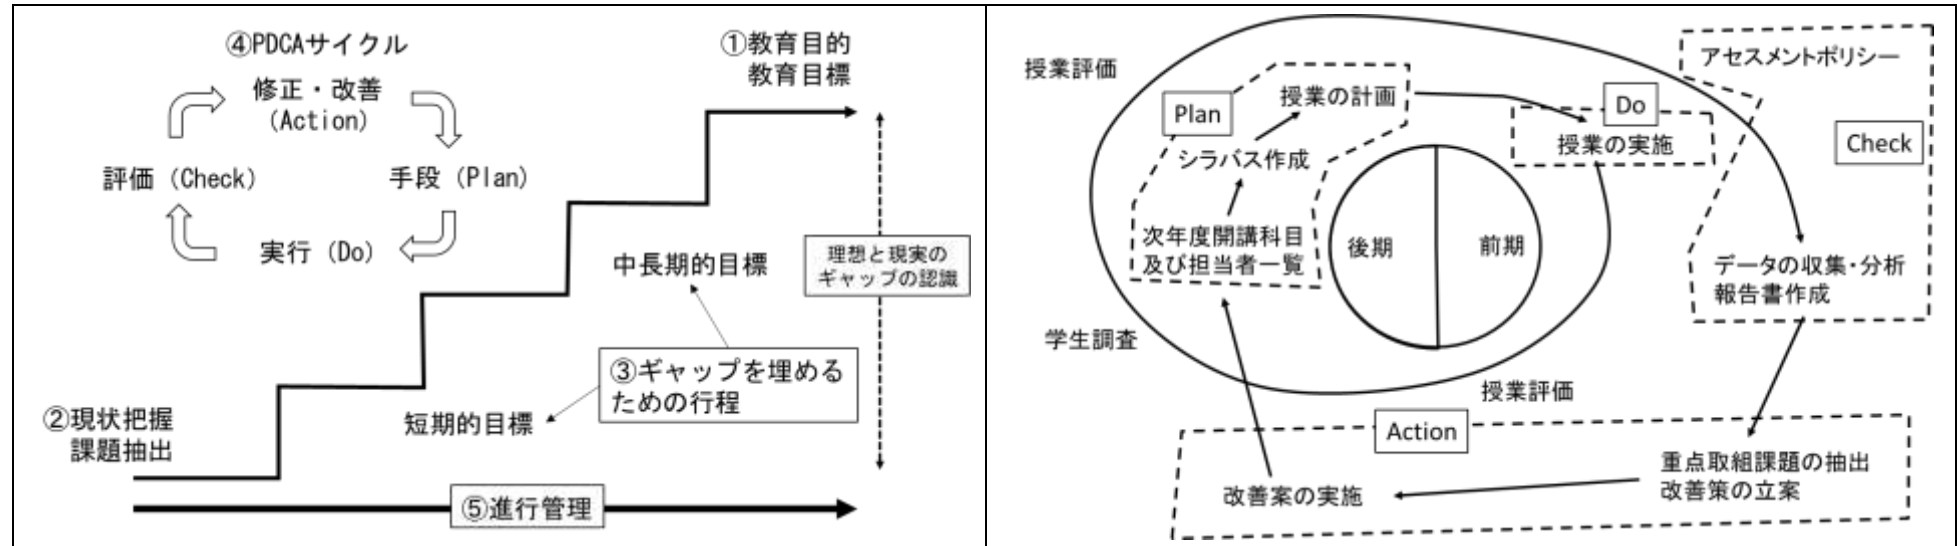 ④PDCAサイクル
修正・改善
(Action)
評価 (Check)
手段 (Plan)
実行 (Do)
①教育目的
教育目標
理想と現実の
ギャップの認識
中長期的目標
③ギャップを埋める
ための行程
短期的目標
②現状把握
課題抽出
⑤進行管理
授業評価
Plan
授業の計画
シラバス作成
次年度開講科目
及び担当者一覧
Do
授業の実施
アセスメントポリシー
Check
後期
前期
データの収集・分析
報告書作成
学生調査
授業評価
Action
重点取組課題の抽出
改善策の立案
改善案の実施